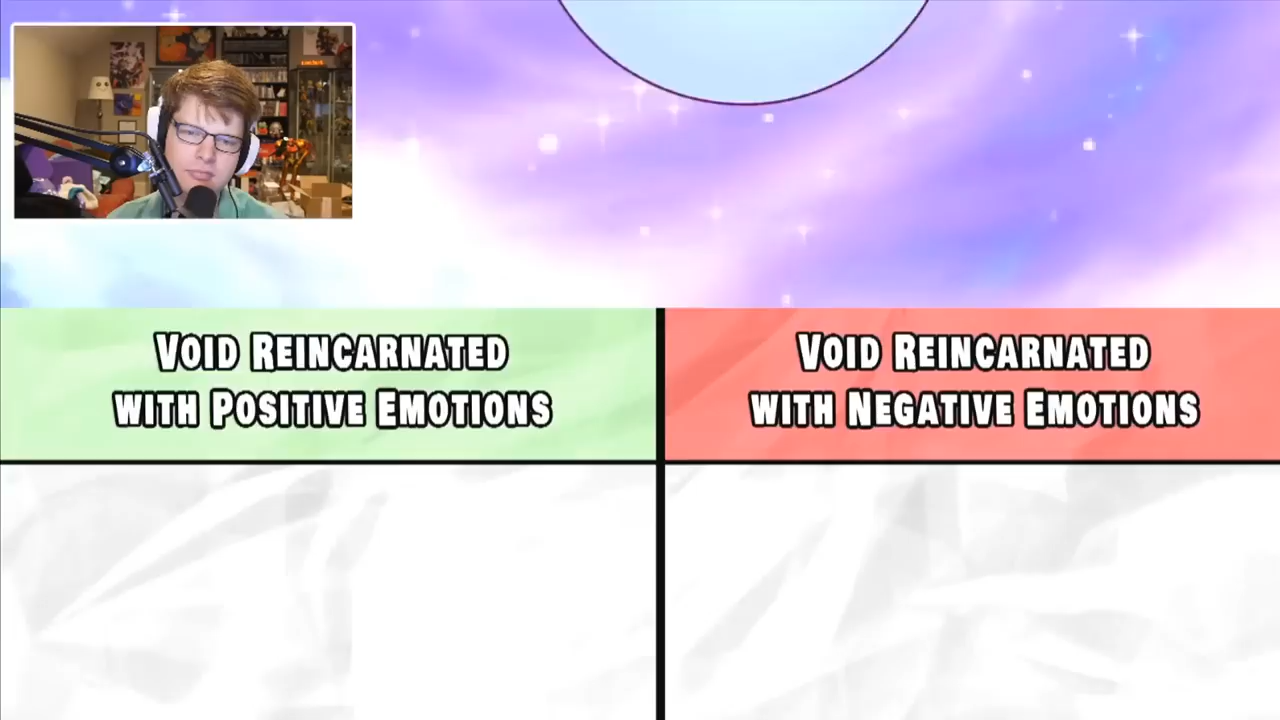 Void Reincarnated
with Positive Emotions
Void Reincarnated
with Negative Emotions